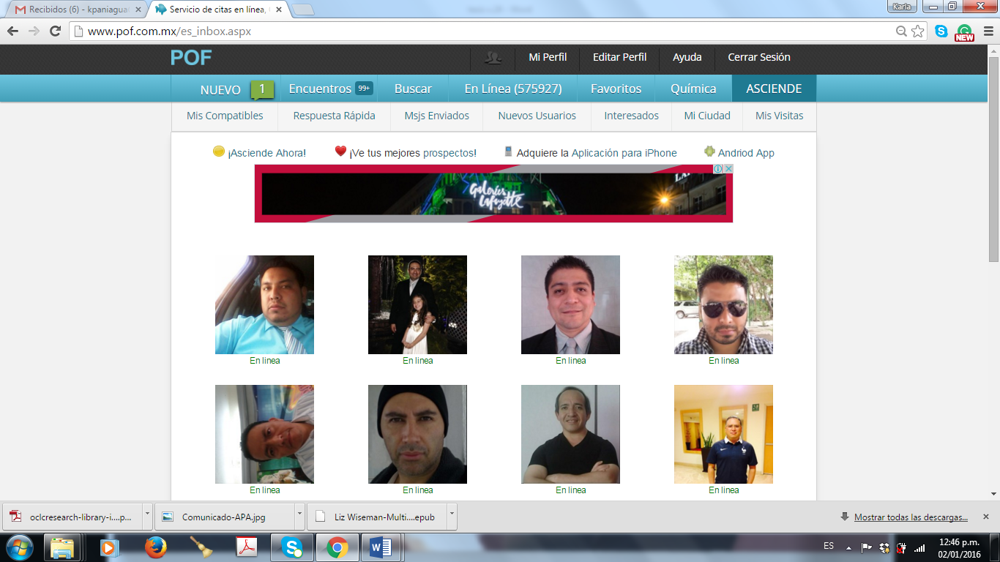 Recibidos (6) - kpaniagua
Servicio de citas en línea,
Karla
www.pof.com.mx/es_inbox.aspx
NEW
POF
Mi Perfil Editar Perfil Ayuda Cerrar Sesión
NUEVO 1 Encuentros 99+ Buscar En Línea (575927) Favoritos Química ASCIENDE
Mis Compatibles Respuesta Rápida Msjs Enviados Nuevos Usuarios Interesados Mi Ciudad Mis Visitas
¡Asciende Ahora! ¡Ve tus mejores prospectos! Adquiere la Aplicación para iPhone Andriod App
Galeries
Lafayette
En linea En linea En linea En linea
En linea En linea En linea En linea
oclcresearch-library-i....p... Comunicado-APA.jpg Liz Wiseman-Multi....epub Mostrar todas las descargas...
ES
12:46 p.m.
02/01/2016